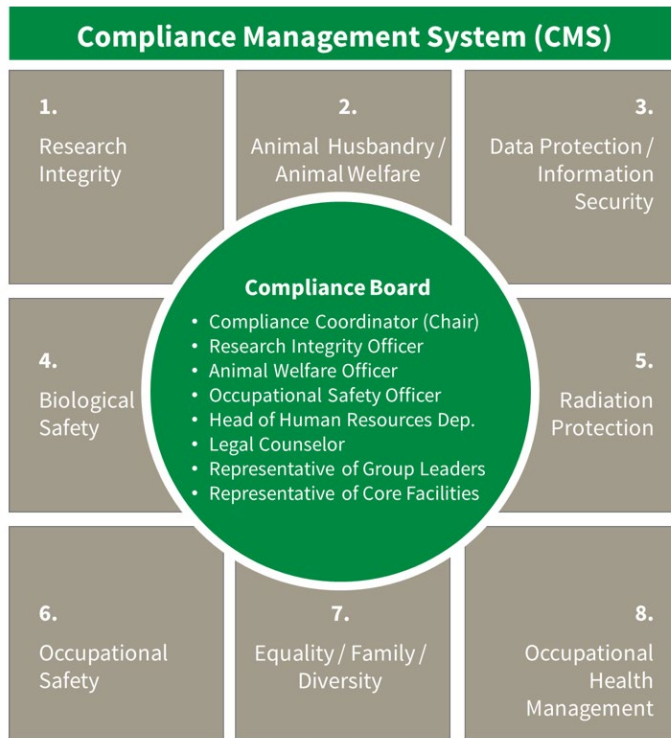 Compliance Management System (CMS)
1.
Research
Integrity
2.
Animal Husbandry /
Animal Welfare
3.
Data Protection /
Information
Security
Compliance Board
• Compliance Coordinator (Chair)
• Research Integrity Officer
• Animal Welfare Officer
• Occupational Safety Officer
• Head of Human Resources Dep.
• Legal Counselor
• Representative of Group Leaders
• Representative of Core Facilities
4.
Biological
Safety
5.
Radiation
Protection
6.
Occupational
Safety
7.
Equality / Family /
Diversity
8.
Occupational
Health
Management